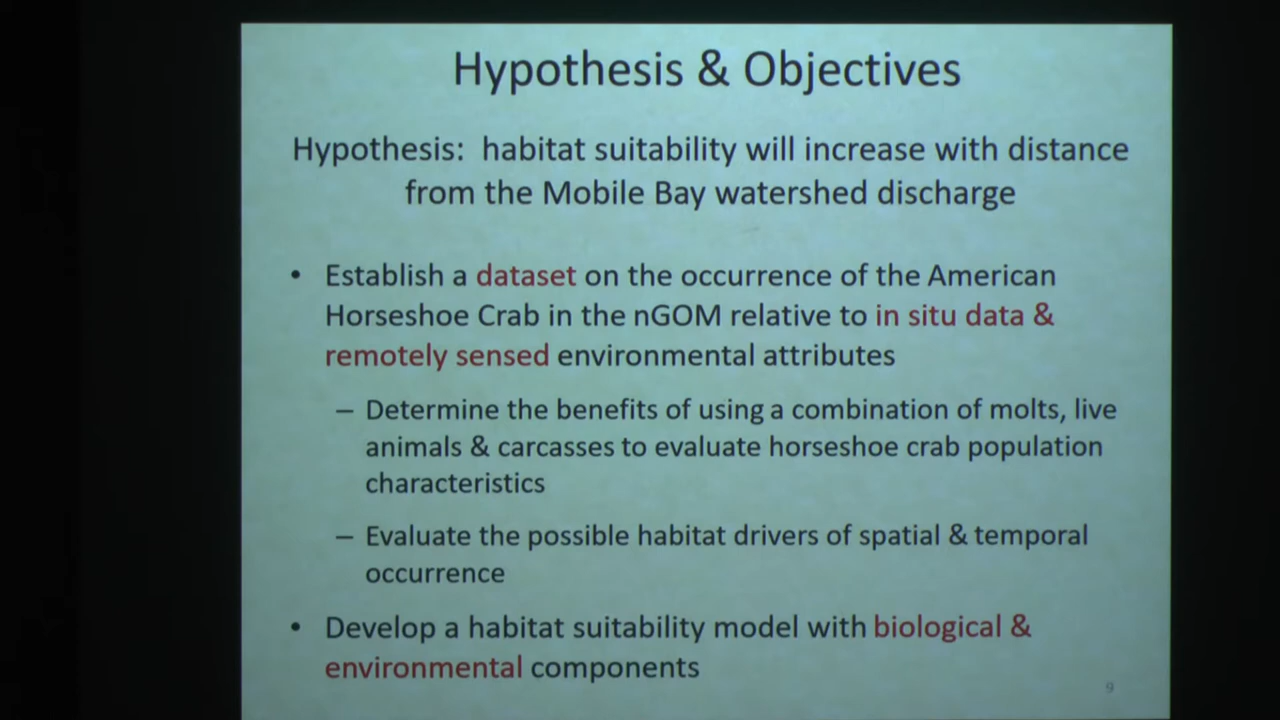 Hypothesis & Objectives
Hypothesis:  habitat suitability will increase with distance
from the Mobile Bay watershed discharge
• Establish a dataset on the occurrence of the American
Horseshoe Crab in the nGOM relative to in situ data &
remotely sensed environmental attributes
– Determine the benefits of using a combination of molts, live
animals & carcasses to evaluate horseshoe crab population
characteristics
– Evaluate the possible habitat drivers of spatial & temporal
occurrence
• Develop a habitat suitability model with biological &
environmental components
9